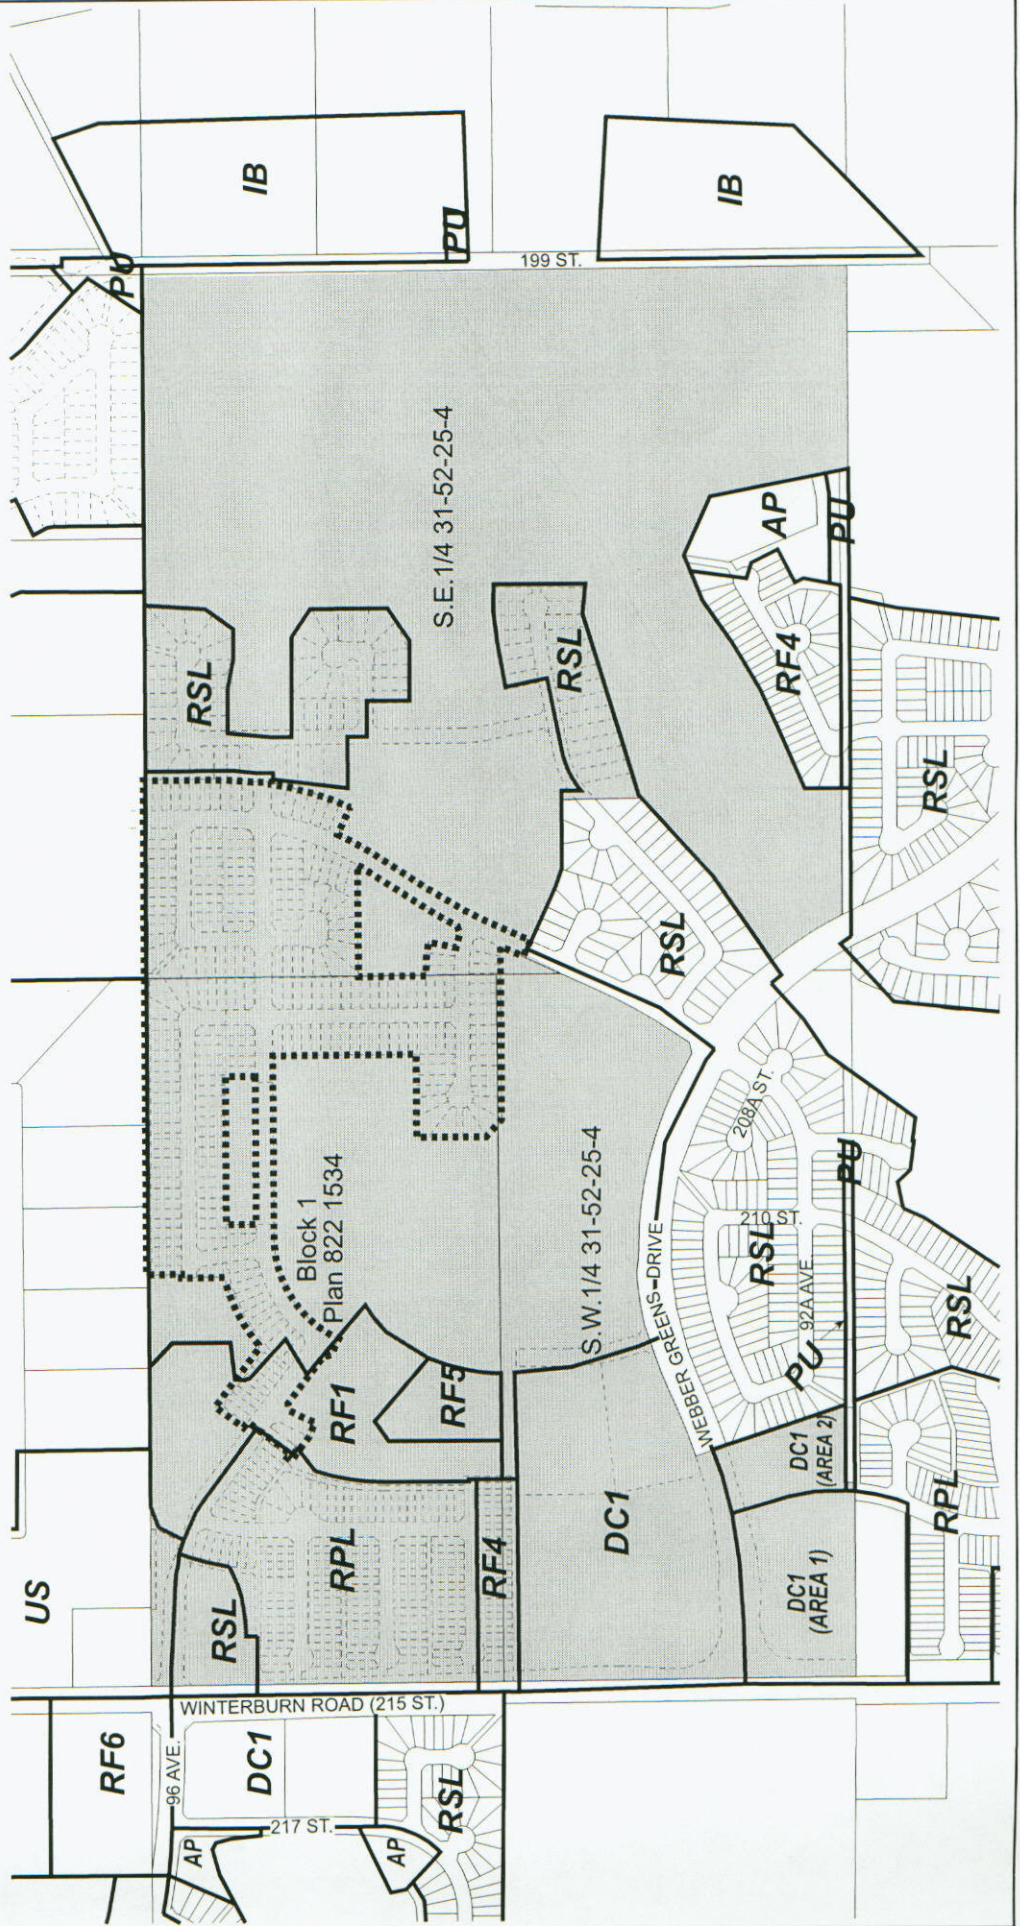 IB
IB
PU
PU
199 ST.
S.E.1/4 31-52-25-4
AP
PU
RSL
RSL
RF4
RSL
RSL
208A ST.
PU
210 ST.
RSL
Block 1
Plan 822 1534
S.W.1/4 31-52-25-4
WEBBER GREENS DRIVE
92A AVE.
PU
RSL
RF1
RF5
DC1
(AREA 2)
RPL
RPL
RF4
DC1
DC1
(AREA 1)
US
RSL
WINTERBURN ROAD (215 ST.)
RF6
96 AVE.
DC1
RSL
217 ST.
AP
AP